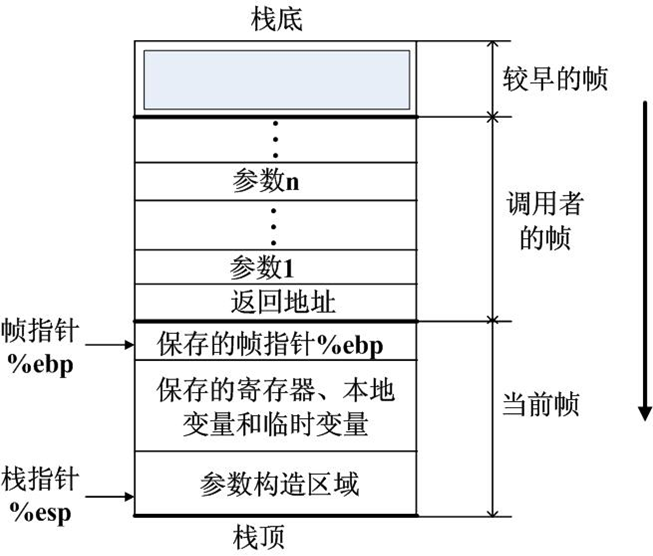 栈底
较早的帧
参数n
调用者
的帧
参数1
返回地址
帧指针
%ebp
保存的帧指针%ebp
保存的寄存器、本地
变量和临时变量
当前帧
栈指针
%esp
参数构造区域
栈顶